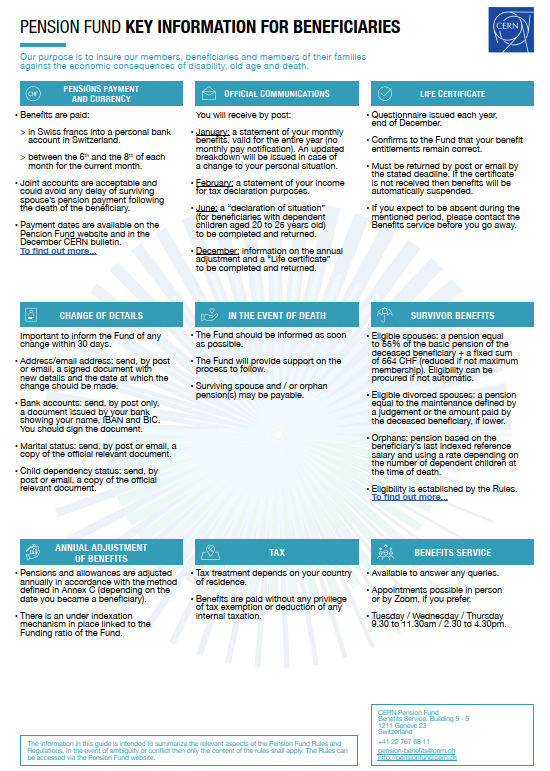 PENSION FUND KEY INFORMATION FOR BENEFICIARIES
CERN
Our purpose is to insure our members, beneficiaries and members of their families
against the economic consequences of disability, old age and death.
CHF
PENSIONS PAYMENT
AND CURRENCY
• Benefits are paid:
> in Swiss francs into a personal bank
account in Switzerland.
> between the 6th and the 8th of each
month for the current month.
• Joint accounts are acceptable and
could avoid any delay of surviving
spouse's pension payment following
the death of the beneficiary.
• Payment dates are available on the
Pension Fund website and in the
December CERN bulletin.
To find out more...
OFFICIAL COMMUNICATIONS
You will receive by post:
• January: a statement of your monthly
benefits, valid for the entire year (no
monthly pay notification). An updated
breakdown will be issued in case of
a change to your personal situation.
• February: a statement of your income
for tax declaration purposes.
• June: a “declaration of situation”
(for beneficiaries with dependent
children aged 20 to 25 years old)
to be completed and returned.
• December: information on the annual
adjustment and a “Life certificate”
to be completed and returned.
LIFE CERTIFICATE
• Questionnaire issued each year,
end of December.
• Confirms to the Fund that your benefit
entitlements remain correct.
• Must be returned by post or email by
the stated deadline. If the certificate
is not received then benefits will be
automatically suspended.
• If you expect to be absent during the
mentioned period, please contact the
Benefits service before you go away.
CHANGE OF DETAILS
Important to inform the Fund of any
change within 30 days.
• Address/email address: send, by post
or email, a signed document with
new details and the date at which the
change should be made.
• Bank accounts: send, by post only,
a document issued by your bank
showing your name, IBAN and BIC.
You should sign the document.
• Marital status: send, by post or email, a
copy of the official relevant document.
• Child dependency status: send, by
post or email, a copy of the official
relevant document.
IN THE EVENT OF DEATH
• The Fund should be informed as soon
as possible.
• The Fund will provide support on the
process to follow.
• Surviving spouse and / or orphan
pension(s) may be payable.
SURVIVOR BENEFITS
• Eligible spouses: a pension equal
to 55% of the basic pension of the
deceased beneficiary + a fixed sum
of 564 CHF (reduced if not maximum
membership). Eligibility can be
procured if not automatic.
• Eligible divorced spouses: a pension
equal to the maintenance defined by
a judgement or the amount paid by
the deceased beneficiary, if lower.
• Orphans: pension based on the
beneficiary's last indexed reference
salary and using a rate depending on
the number of dependent children at
the time of death.
• Eligibility is established by the Rules.
To find out more...
ANNUAL ADJUSTMENT
OF BENEFITS
• Pensions and allowances are adjusted
annually in accordance with the method
defined in Annex C (depending on the
date you became a beneficiary).
• There is an under indexation
mechanism in place linked to the
Funding ratio of the Fund.
TAX
• Tax treatment depends on your country
of residence.
• Benefits are paid without any privilege
of tax exemption or deduction of any
internal taxation.
BENEFITS SERVICE
• Available to answer any queries.
• Appointments possible in person
or by Zoom, if you prefer.
• Tuesday / Wednesday / Thursday
9.30 to 11.30am / 2.30 to 4.30pm.
The information in this guide is intended to summarize the relevant aspects of the Pension Fund Rules and
Regulations. In the event of ambiguity or conflict then only the content of the rules shall apply. The Rules can
be accessed via the Pension Fund website.
CERN Pension Fund
Benefits Service, Building 5 - 5
1211 Genève 23
Switzerland
+41 22 767 88 11
pension-benefits@cern.ch
http://pensionfund.cern.ch